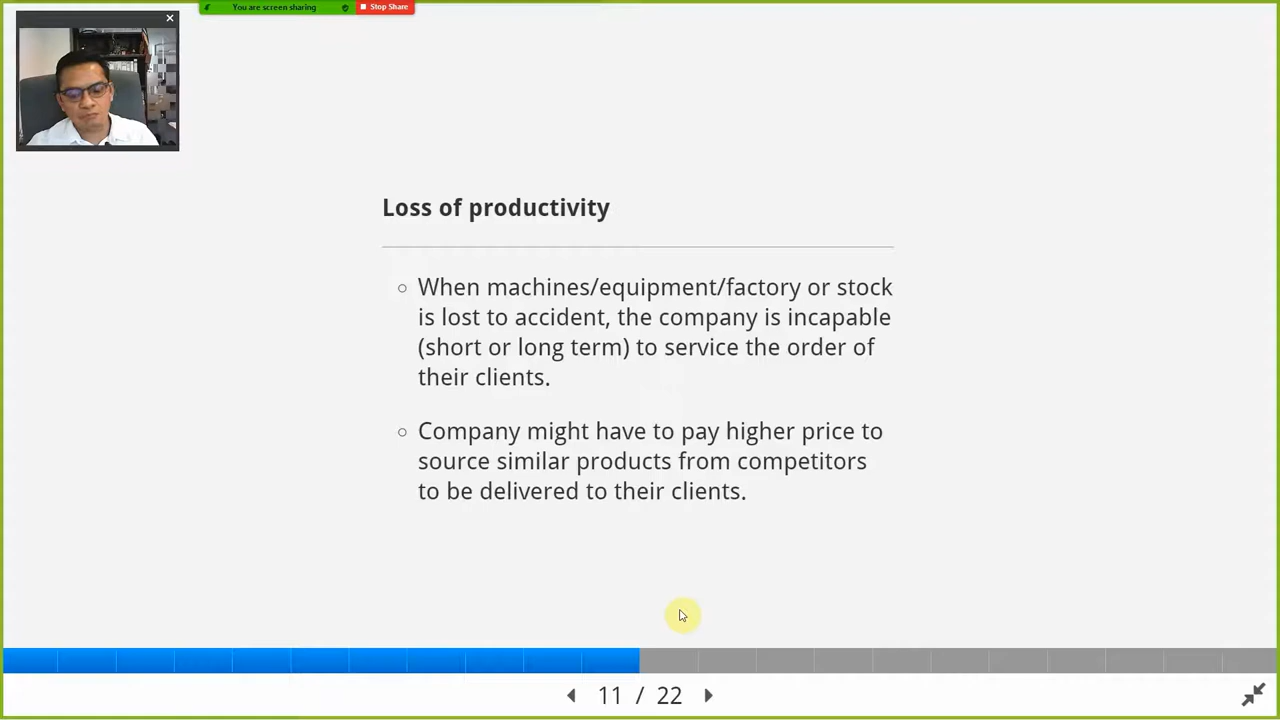 You are screen sharing
Stop Share
Loss of productivity
When machines/equipment/factory or stock
is lost to accident, the company is incapable
(short or long term) to service the order of
their clients.
Company might have to pay higher price to
source similar products from competitors
to be delivered to their clients.
11 / 22